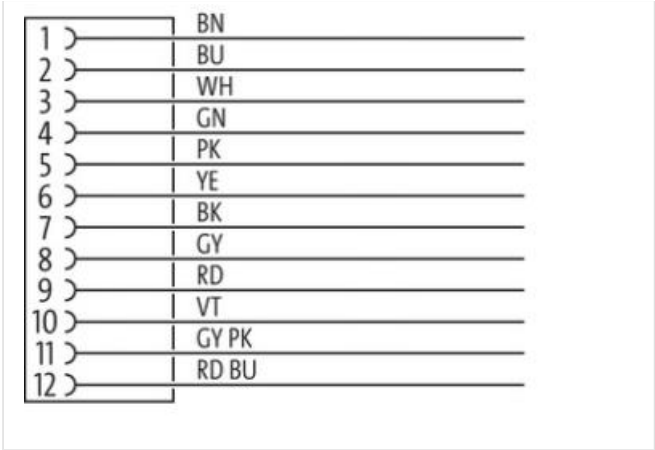 1 BN
2 BU
3 WH
4 GN
5 PK
6 YE
7 BK
8 GY
9 RD
10 VT
11 GY PK
12 RD BU